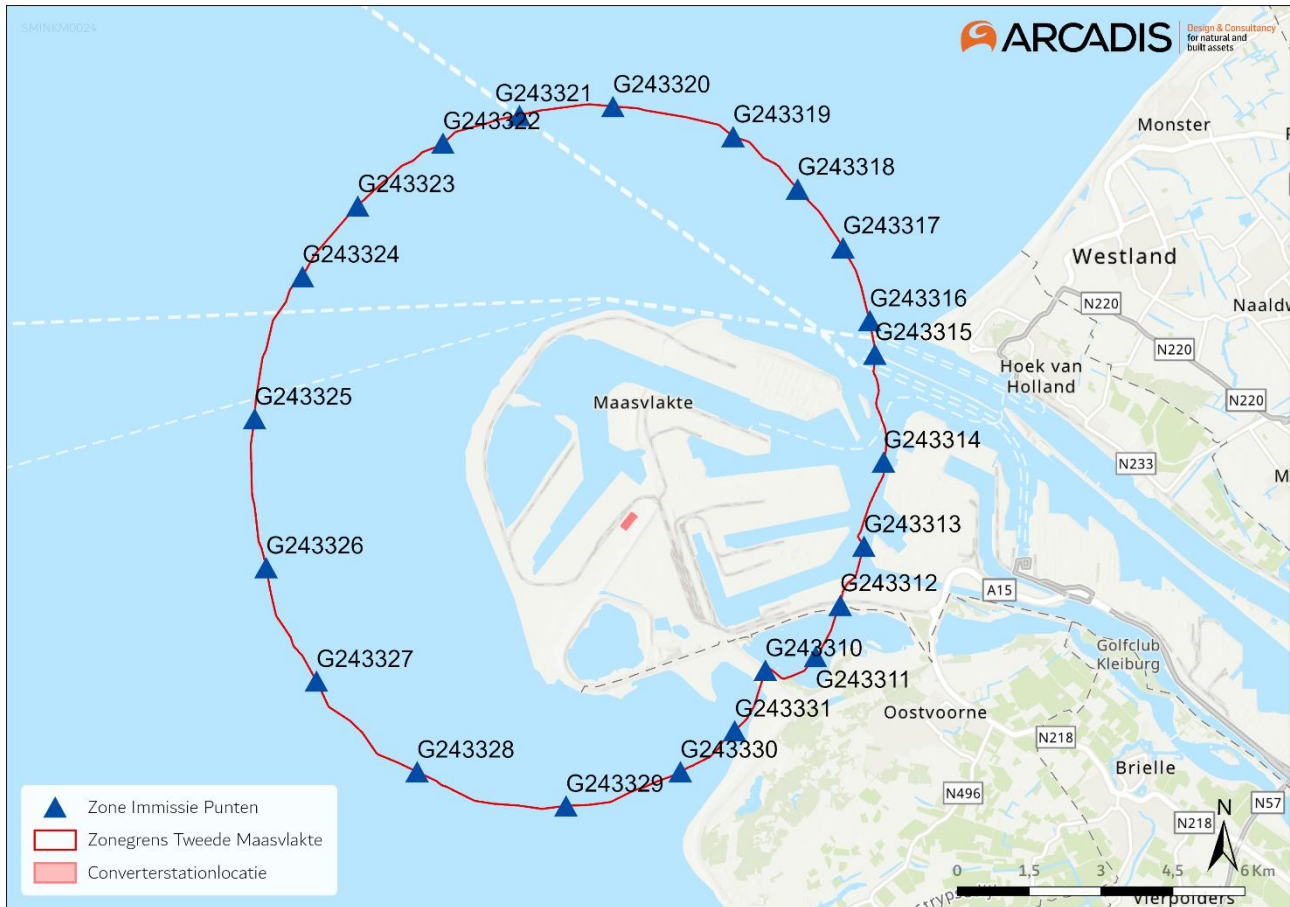 SMINKM0024
ARCADIS
Design & Consultancy
for natural and
built assets
G243321
G243320
G243322
G243319
Monster
G243318
G243323
G243317
G243324
Westland
G243316
N220
Naaldw
G243315
N220
Hoek van
Holland
N220
G243325
Maasvlakte
G243314
N233
M
G243313
G243326
G243312
A15
Golfclub
Kleiburg
G243310
G243327
G243311
G243331
Oostvoorne
N218
G243328
G243330
Brielle
G243329
N496
N57
N218
N
Zone Immissie Punten
Zonegrens Tweede Maasvlakte
Converterstationlocatie
0 1,5 3 4,5 6 Km
Vierpolders